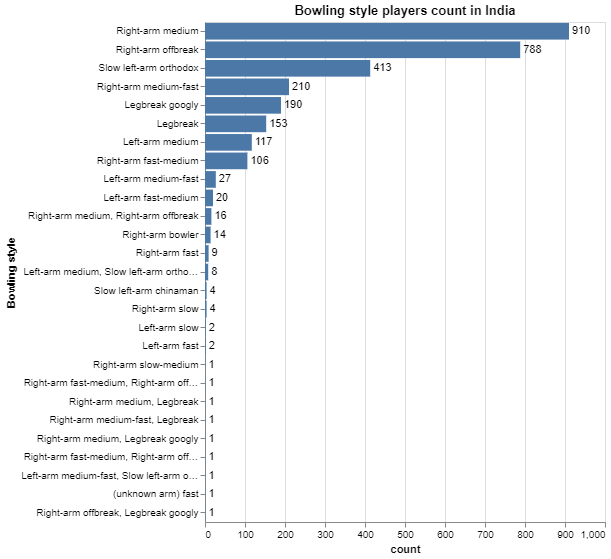 Bowling style players count in India
Bowling style
Right-arm medium 910
Right-arm offbreak 788
Slow left-arm orthodox 413
Right-arm medium-fast 210
Legbreak googly 190
Legbreak 153
Left-arm medium 117
Right-arm fast-medium 106
Left-arm medium-fast 27
Left-arm fast-medium 20
Right-arm medium, Right-arm offbreak 16
Right-arm bowler 14
Right-arm fast 9
Left-arm medium, Slow left-arm ortho... 8
Slow left-arm chinaman 4
Right-arm slow 4
Left-arm slow 2
Left-arm fast 2
Right-arm slow-medium 1
Right-arm fast-medium, Right-arm off... 1
Right-arm medium, Legbreak 1
Right-arm medium-fast, Legbreak 1
Right-arm medium, Legbreak googly 1
Right-arm fast-medium, Right-arm off... 1
Left-arm medium-fast, Slow left-arm o... 1
(unknown arm) fast 1
Right-arm offbreak, Legbreak googly 1
0 100 200 300 400 500 600 700 800 900 1,000
count